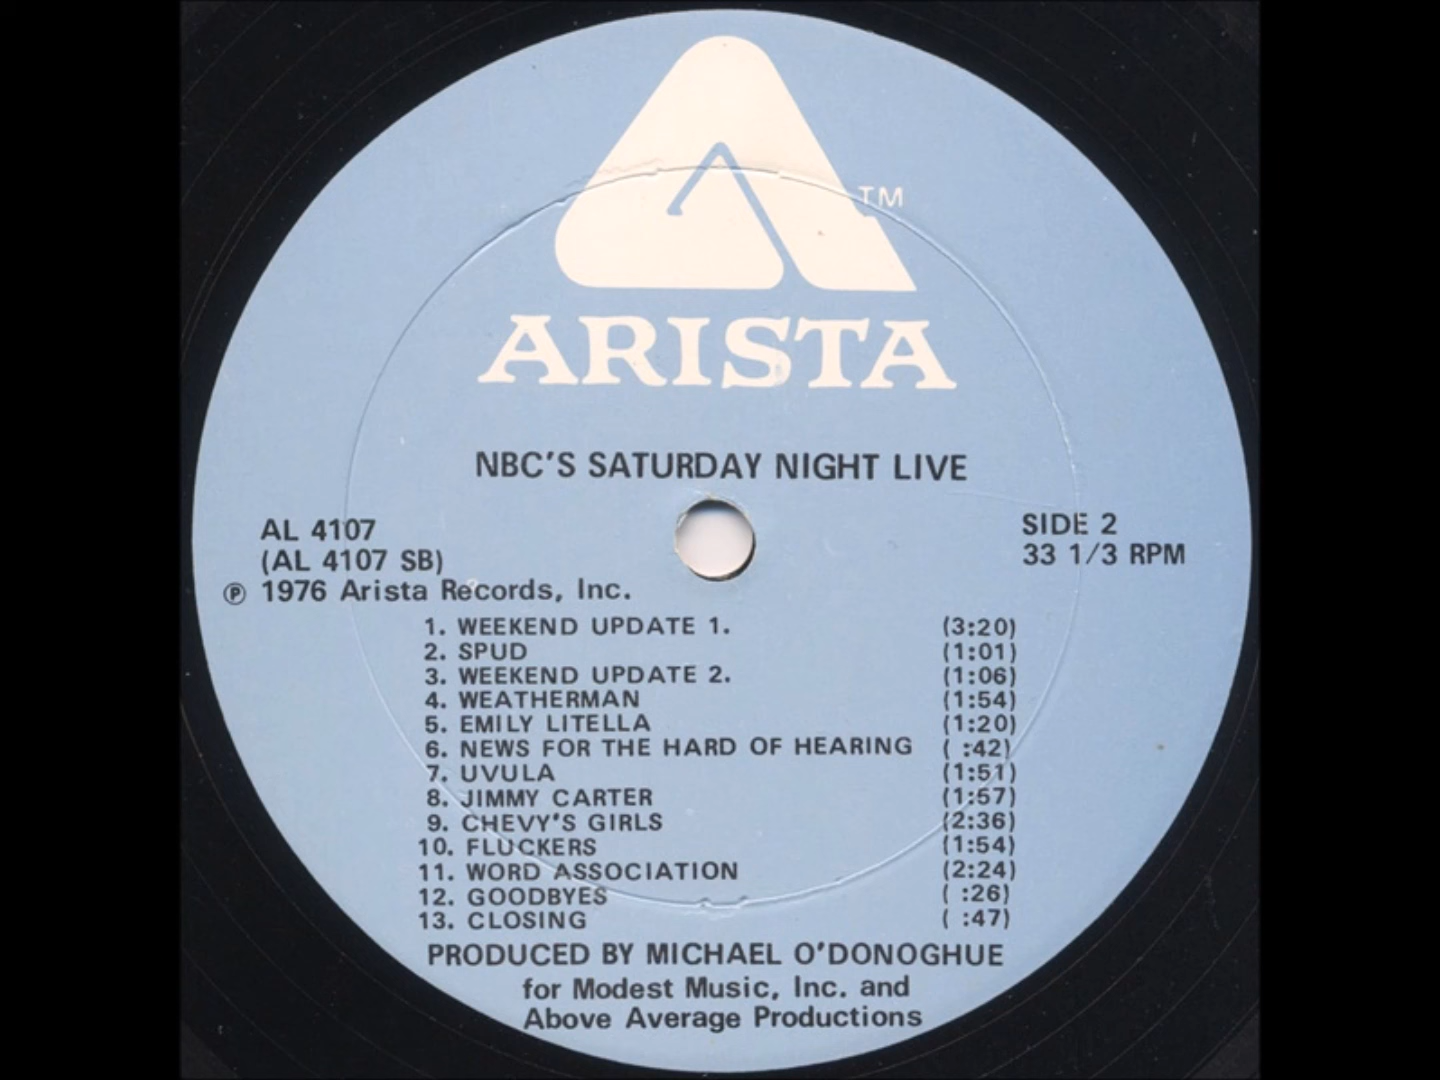 TM
ARISTA
NBC'S SATURDAY NIGHT LIVE
AL 4107
(AL 4107 SB)
℗ 1976 Arista Records, Inc.
SIDE 2
33 1/3 RPM
1. WEEKEND UPDATE 1. (3:20)
2. SPUD (1:01)
3. WEEKEND UPDATE 2. (1:06)
4. WEATHERMAN (1:54)
5. EMILY LITELLA (1:20)
6. NEWS FOR THE HARD OF HEARING ( :42)
7. UVULA (1:51)
8. JIMMY CARTER (1:57)
9. CHEVY'S GIRLS (2:36)
10. FLUCKERS (1:54)
11. WORD ASSOCIATION (2:24)
12. GOODBYES ( :26)
13. CLOSING ( :47)
PRODUCED BY MICHAEL O'DONOGHUE
for Modest Music, Inc. and
Above Average Productions